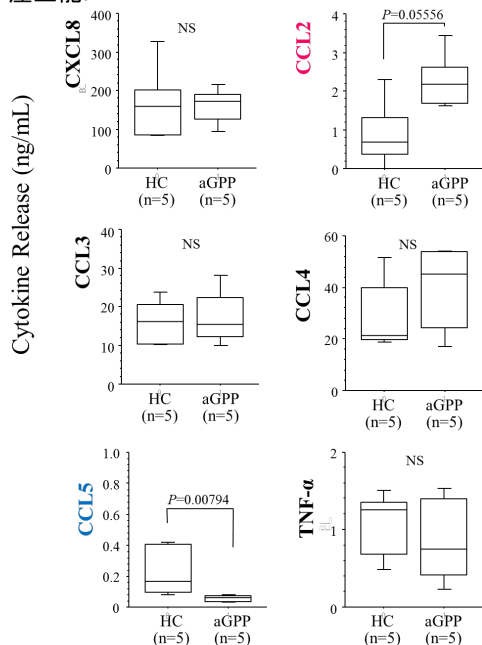 Cytokine Release (ng/mL)
CXCL8
400
300
200
100
0
NS
HC
(n=5)
aGPP
(n=5)
CCL2
4
3
2
1
0
P=0.05556
HC
(n=5)
aGPP
(n=5)
CCL3
40
30
20
10
0
NS
HC
(n=5)
aGPP
(n=5)
CCL4
60
40
20
0
NS
HC
(n=5)
aGPP
(n=5)
CCL5
1.0
0.8
0.6
0.4
0.2
0
P=0.00794
HC
(n=5)
aGPP
(n=5)
TNF-α
2
1
0
NS
HC
(n=5)
aGPP
(n=5)